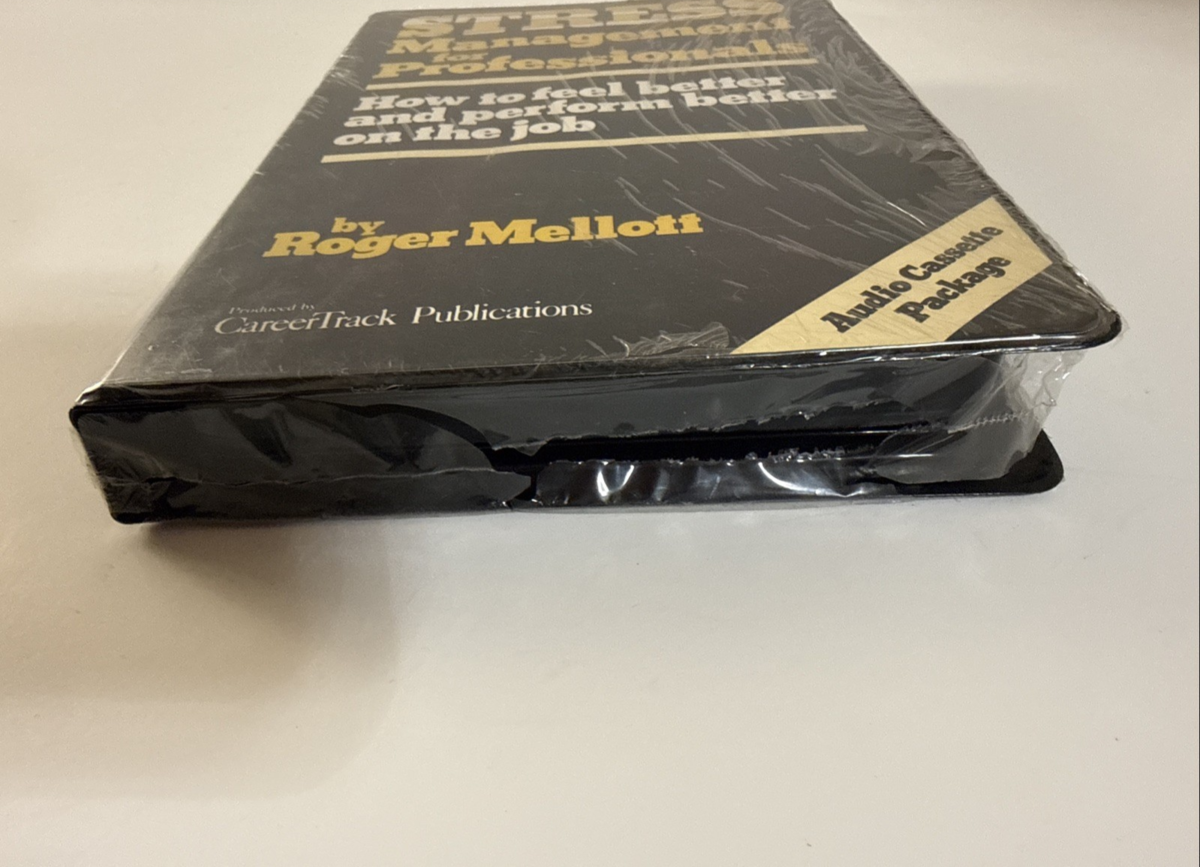 STRESS
Management
for
Professionals
How to feel better
and perform better
on the job
by
Roger Mellott
Produced by
CareerTrack Publications
Audio Cassette
Package